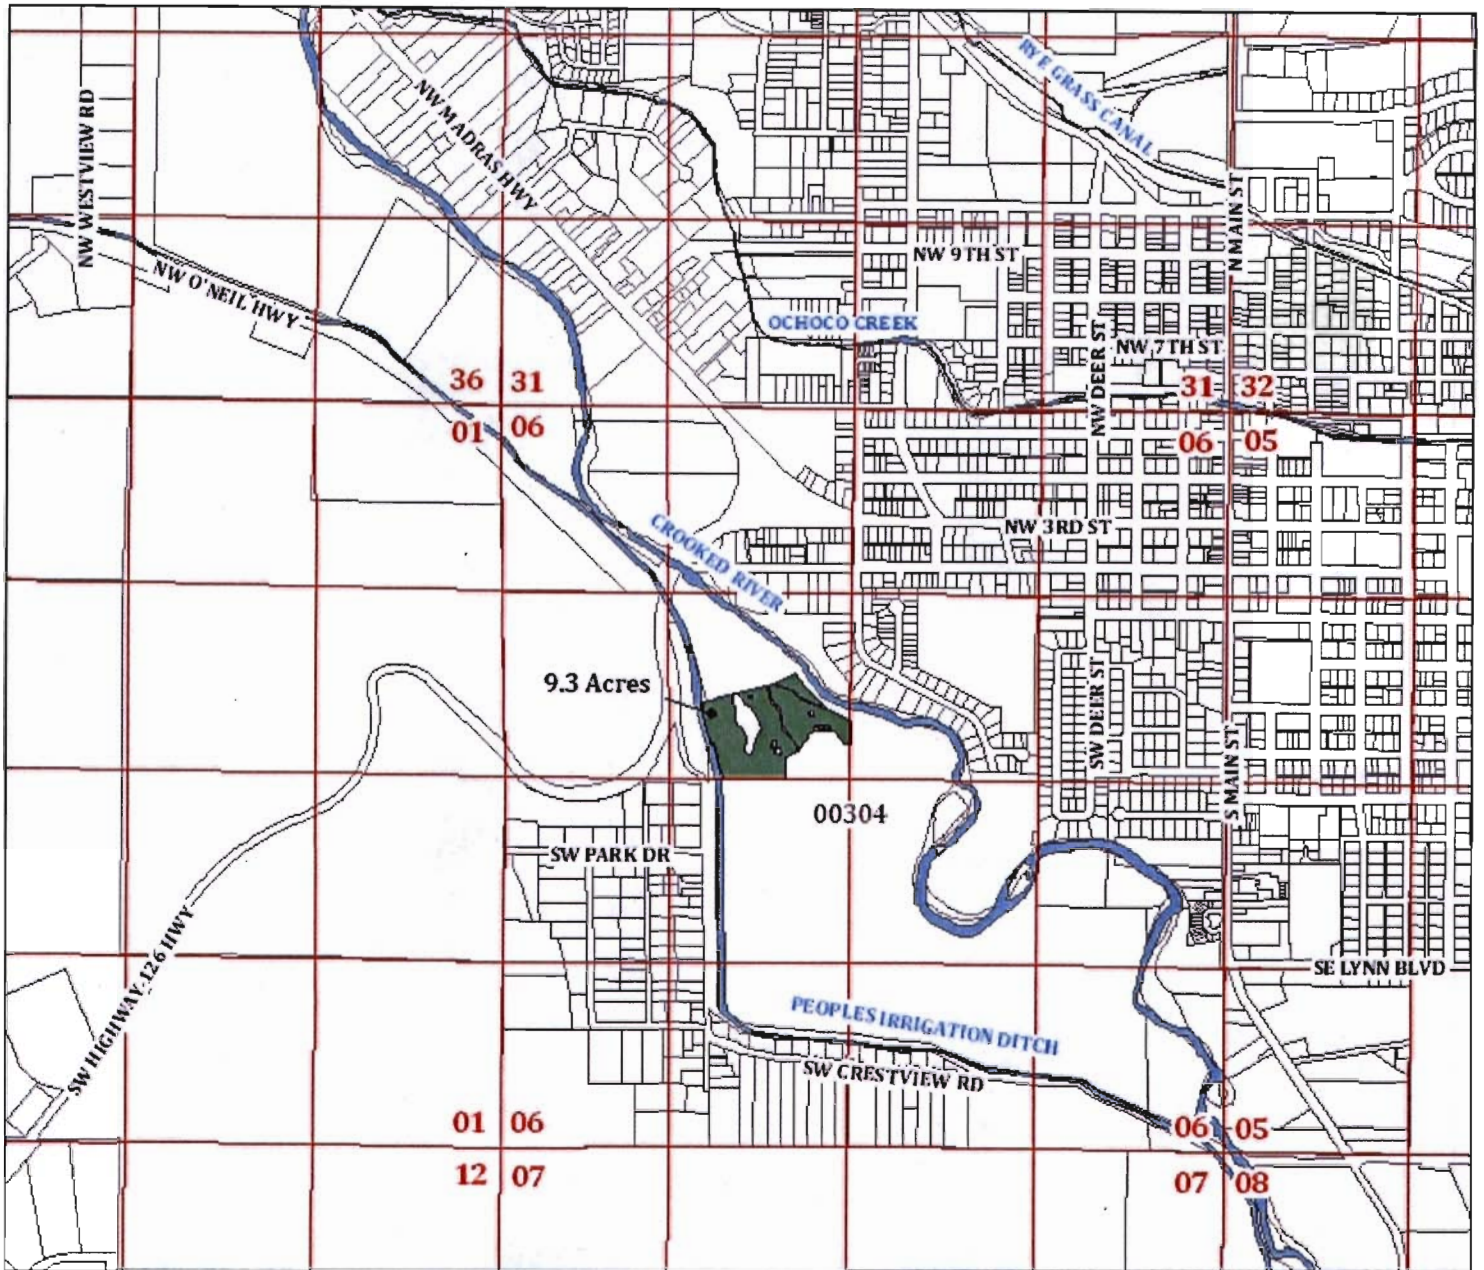 RYE GRASS CANAL
NW WESTVIEW RD
NW MADRAS HWY
N MAIN ST
NW O'NEIL HWY
NW 9TH ST
OCHOCO CREEK
NW DEER ST
NW 7TH ST
36 31
31 32
01 06
06 05
CROOKED RIVER
NW 3RD ST
9.3 Acres
SW DEER ST
S MAIN ST
00304
SW PARK DR
SW HIGHWAY 126 HWY
SE LYNN BLVD
PEOPLES IRRIGATION DITCH
SW CRESTVIEW RD
01 06
06 05
12 07
07 08